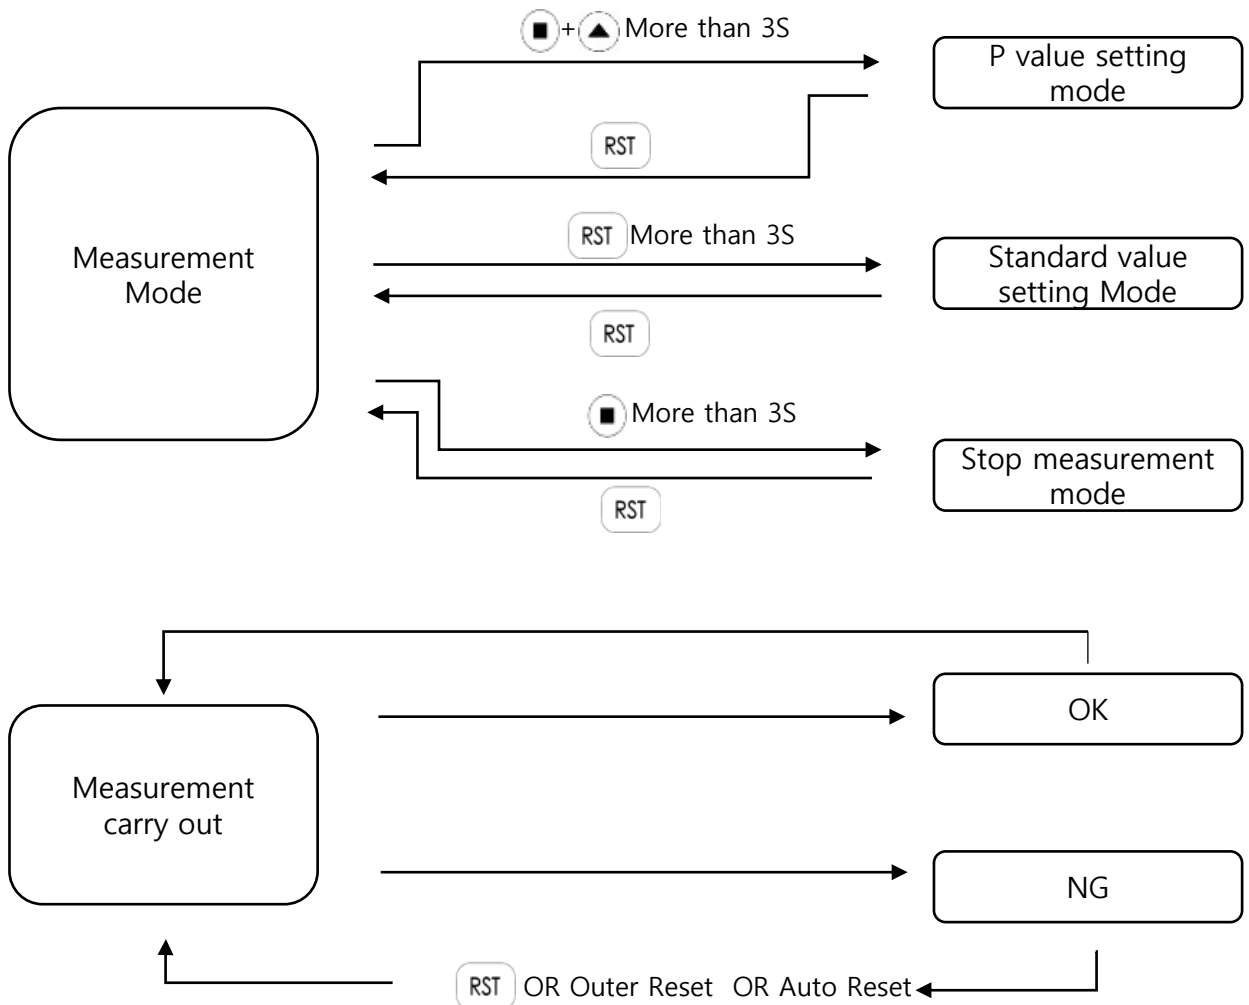 ■+▲ More than 3S
P value setting
mode
RST
Measurement
Mode
RST More than 3S
Standard value
setting Mode
RST
■ More than 3S
Stop measurement
mode
RST
OK
Measurement
carry out
NG
RST OR Outer Reset OR Auto Reset